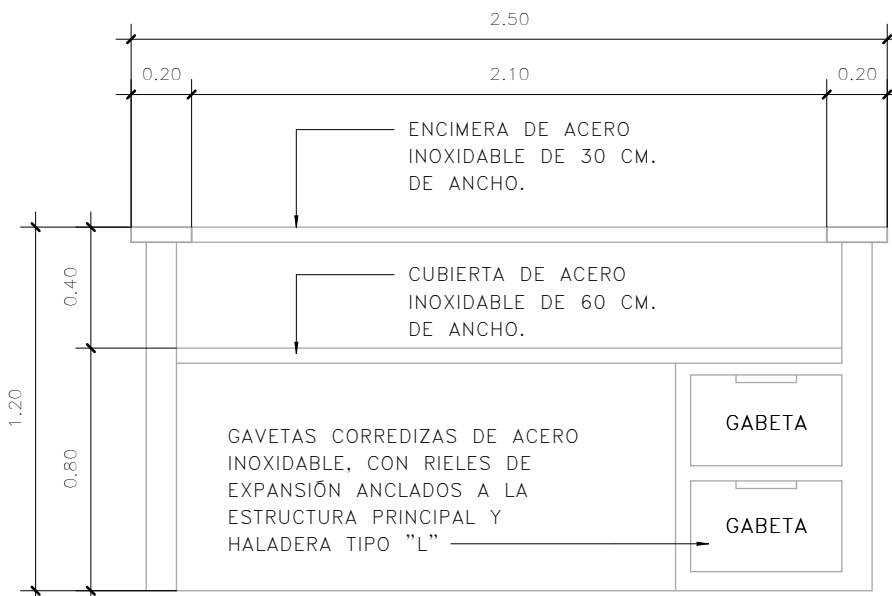 2.50
0.20
2.10
0.20
ENCIMERA DE ACERO
INOXIDABLE DE 30 CM.
DE ANCHO.
0.40
CUBIERTA DE ACERO
INOXIDABLE DE 60 CM.
DE ANCHO.
1.20
0.80
GAVETAS CORREDIZAS DE ACERO
INOXIDABLE, CON RIELES DE
EXPANSIÓN ANCLADOS A LA
ESTRUCTURA PRINCIPAL Y
HALADERA TIPO "L"
GABETA
GABETA